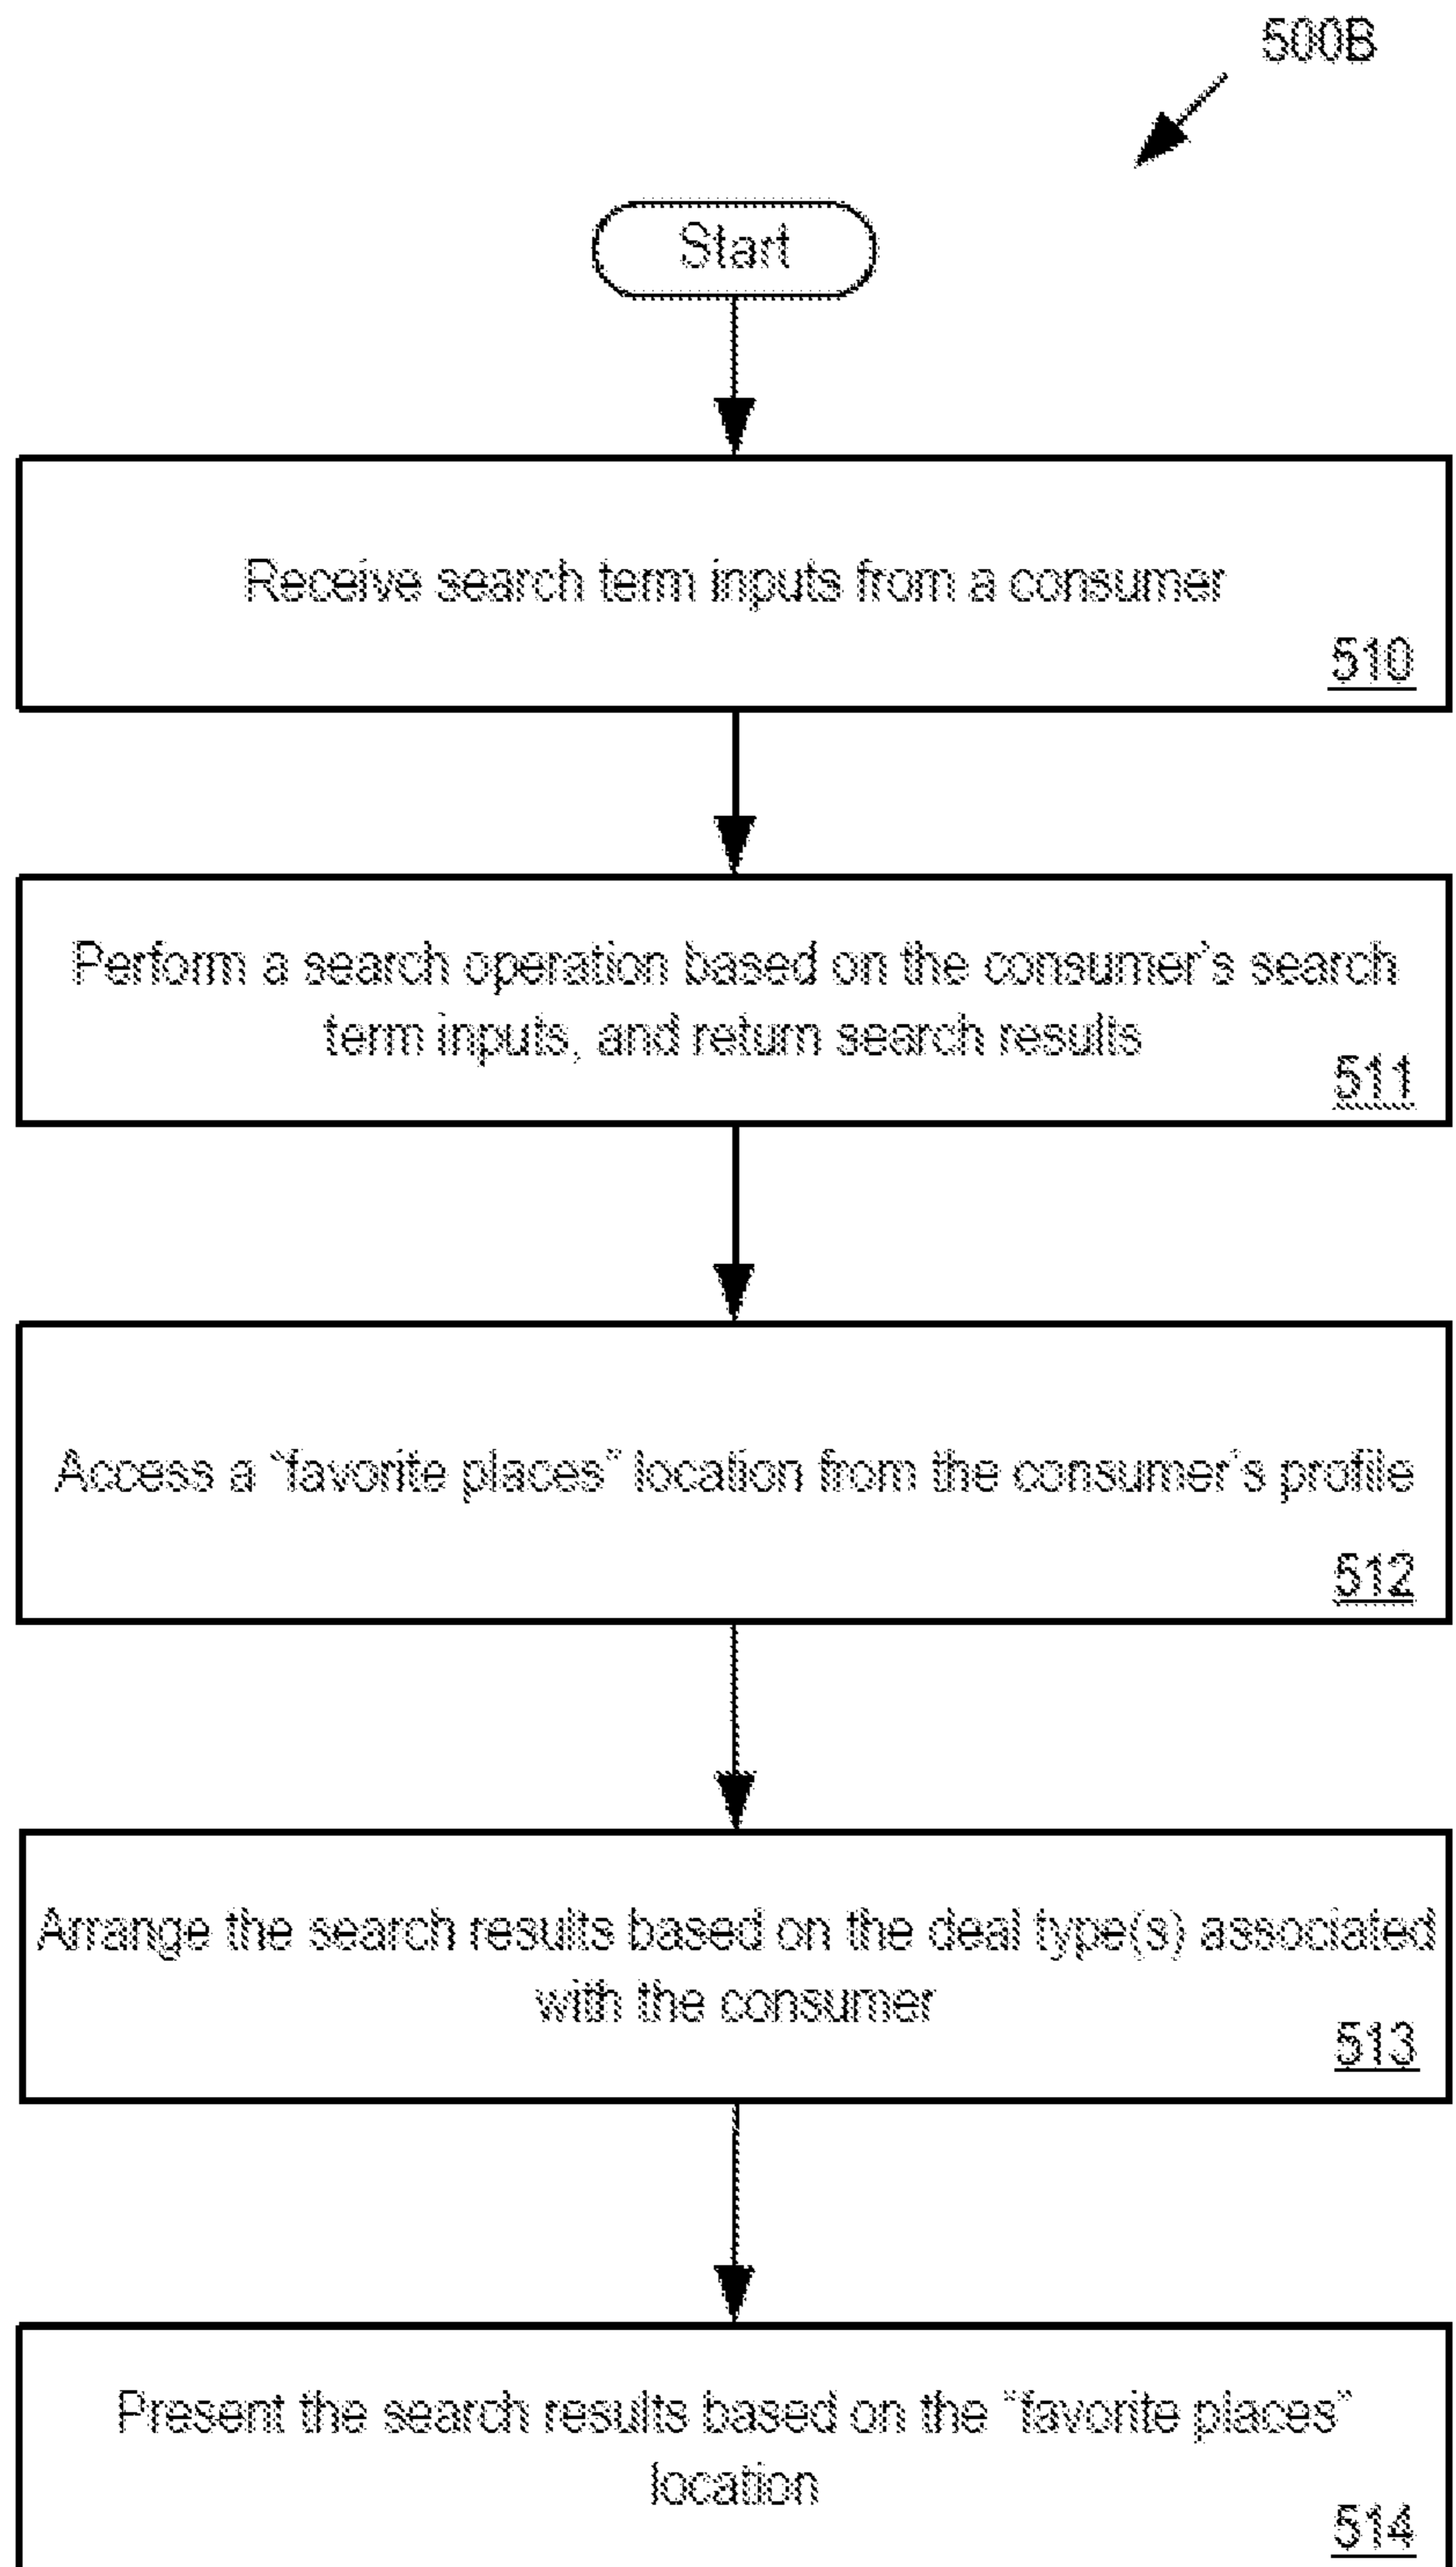 500B
Start
Receive search term inputs from a consumer
510
Perform a search operation based on the consumer's search
term inputs, and return search results
511
Access a "favorite places" location from the consumer's profile
512
Arrange the search results based on the deal type(s) associated
with the consumer
513
Present the search results based on the "favorite places"
location
514